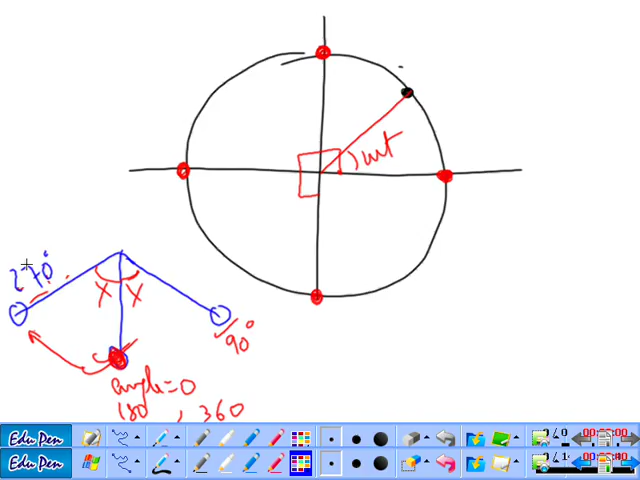 ωt
270°
X X
90°
angle=0
180 , 360
Edu Pen
Edu Pen